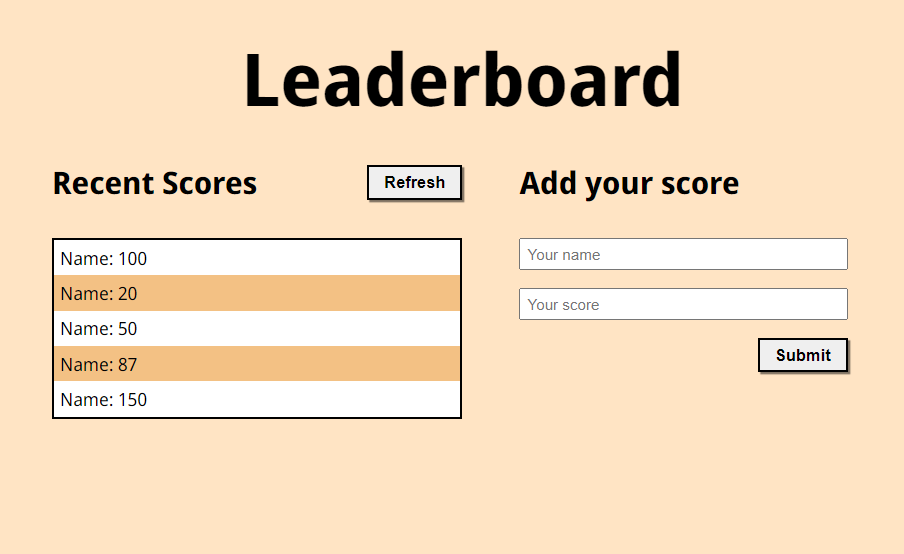 Leaderboard
Recent Scores
Refresh
Name: 100
Name: 20
Name: 50
Name: 87
Name: 150
Add your score
Your name
Your score
Submit